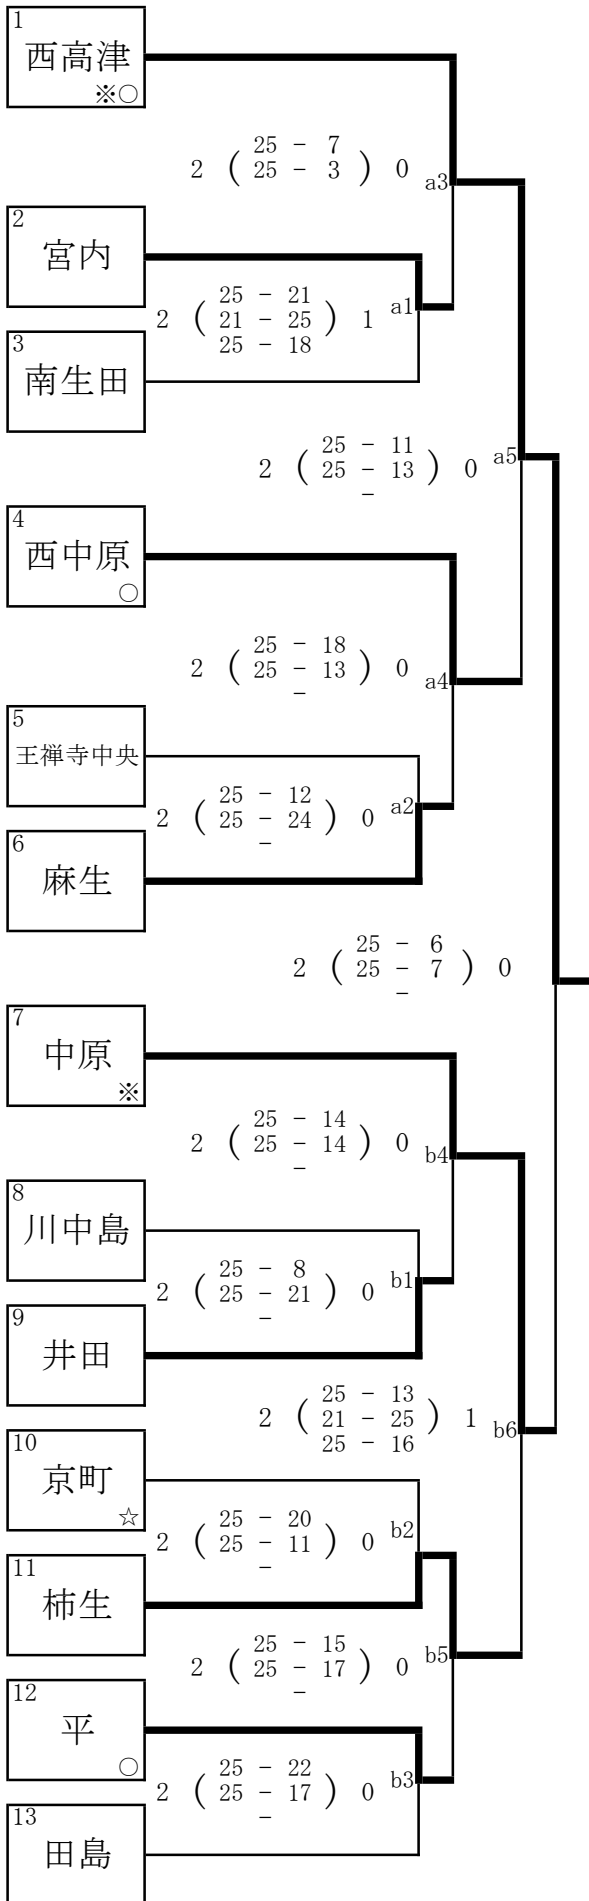 1
西高津
※○
25 - 7
2 ( 25 - 3 ) 0
a3
2
宮内
25 - 21
2 ( 21 - 25 ) 1
25 - 18
a1
3
南生田
25 - 11
2 ( 25 - 13 ) 0
-
a5
4
西中原
○
25 - 18
2 ( 25 - 13 ) 0
-
a4
5
王禅寺中央
25 - 12
2 ( 25 - 24 ) 0
-
a2
6
麻生
25 - 6
2 ( 25 - 7 ) 0
-
7
中原
※
25 - 14
2 ( 25 - 14 ) 0
-
b4
8
川中島
25 - 8
2 ( 25 - 21 ) 0
-
b1
9
井田
25 - 13
2 ( 21 - 25 ) 1
25 - 16
b6
10
京町
☆
25 - 20
2 ( 25 - 11 ) 0
-
b2
11
柿生
25 - 15
2 ( 25 - 17 ) 0
-
b5
12
平
○
25 - 22
2 ( 25 - 17 ) 0
-
b3
13
田島